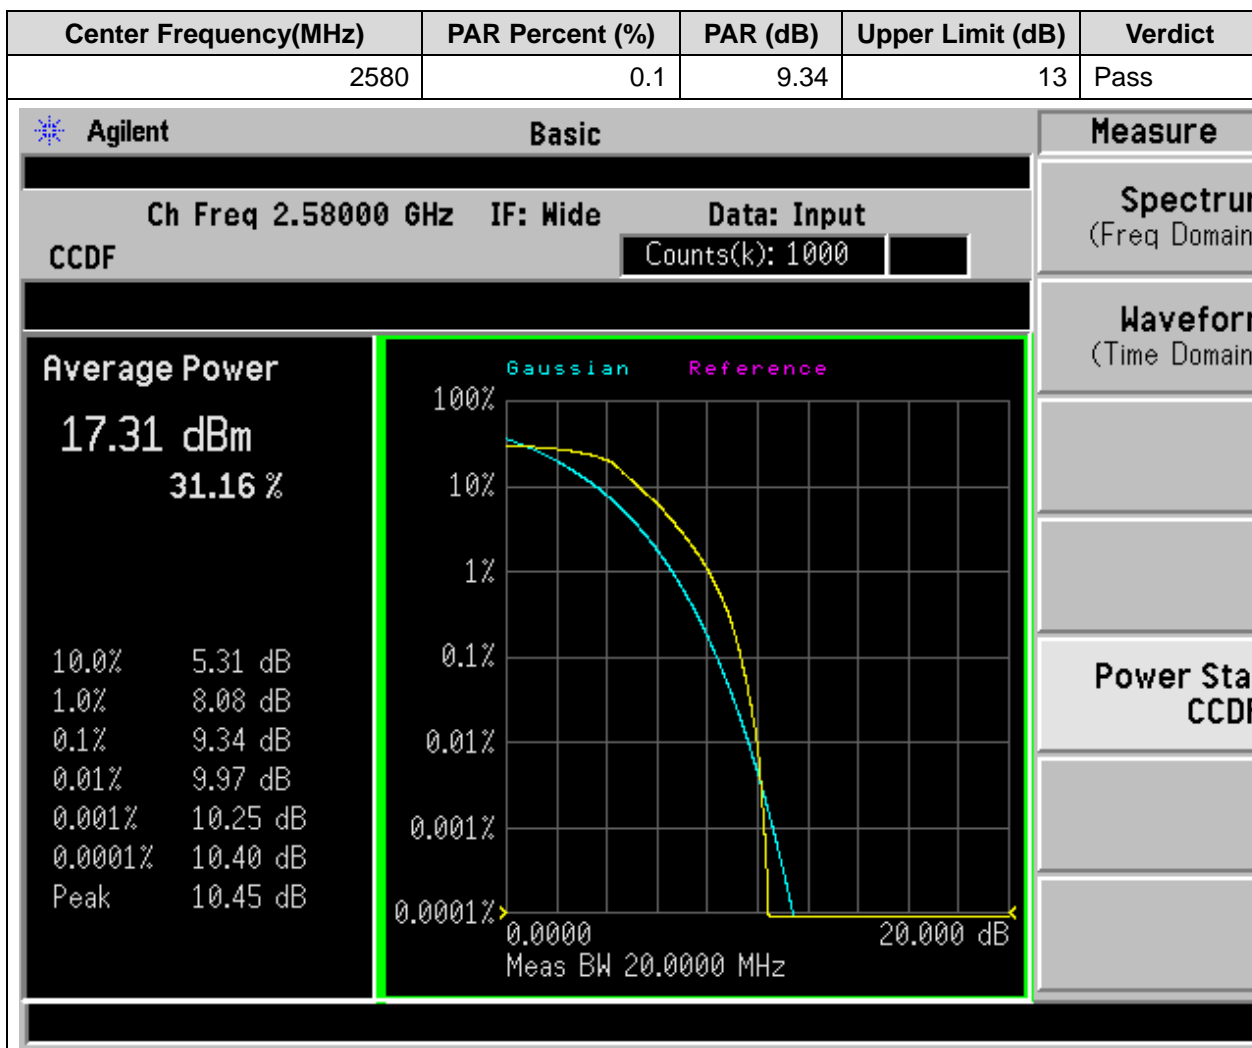 Center Frequency(MHz) PAR Percent (%) PAR (dB) Upper Limit (dB) Verdict
2580 0.1 9.34 13 Pass
Agilent Basic Measure
Ch Freq 2.58000 GHz IF: Wide Data: Input
CCDF Counts(k): 1000
Spectru
(Freq Domain
Wavefor
(Time Domain
Power Sta
CCD
Average Power
17.31 dBm
31.16 %
10.0% 5.31 dB
1.0% 8.08 dB
0.1% 9.34 dB
0.01% 9.97 dB
0.001% 10.25 dB
0.0001% 10.40 dB
Peak 10.45 dB
Gaussian Reference
100%
10%
1%
0.1%
0.01%
0.001%
0.0001%
0.0000 20.000 dB
Meas BW 20.0000 MHz